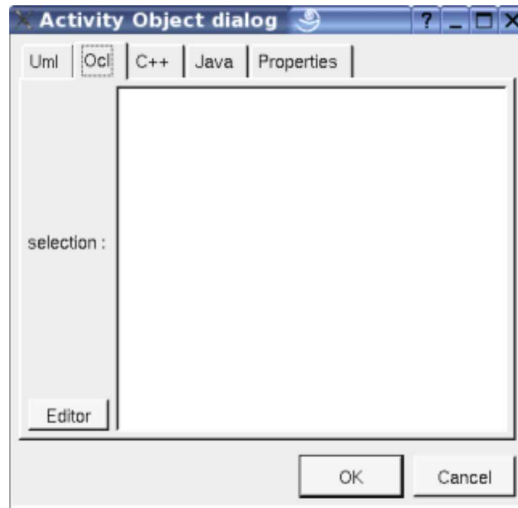 Activity Object dialog
Uml Ocl C++ Java Properties
selection :
Editor
OK Cancel